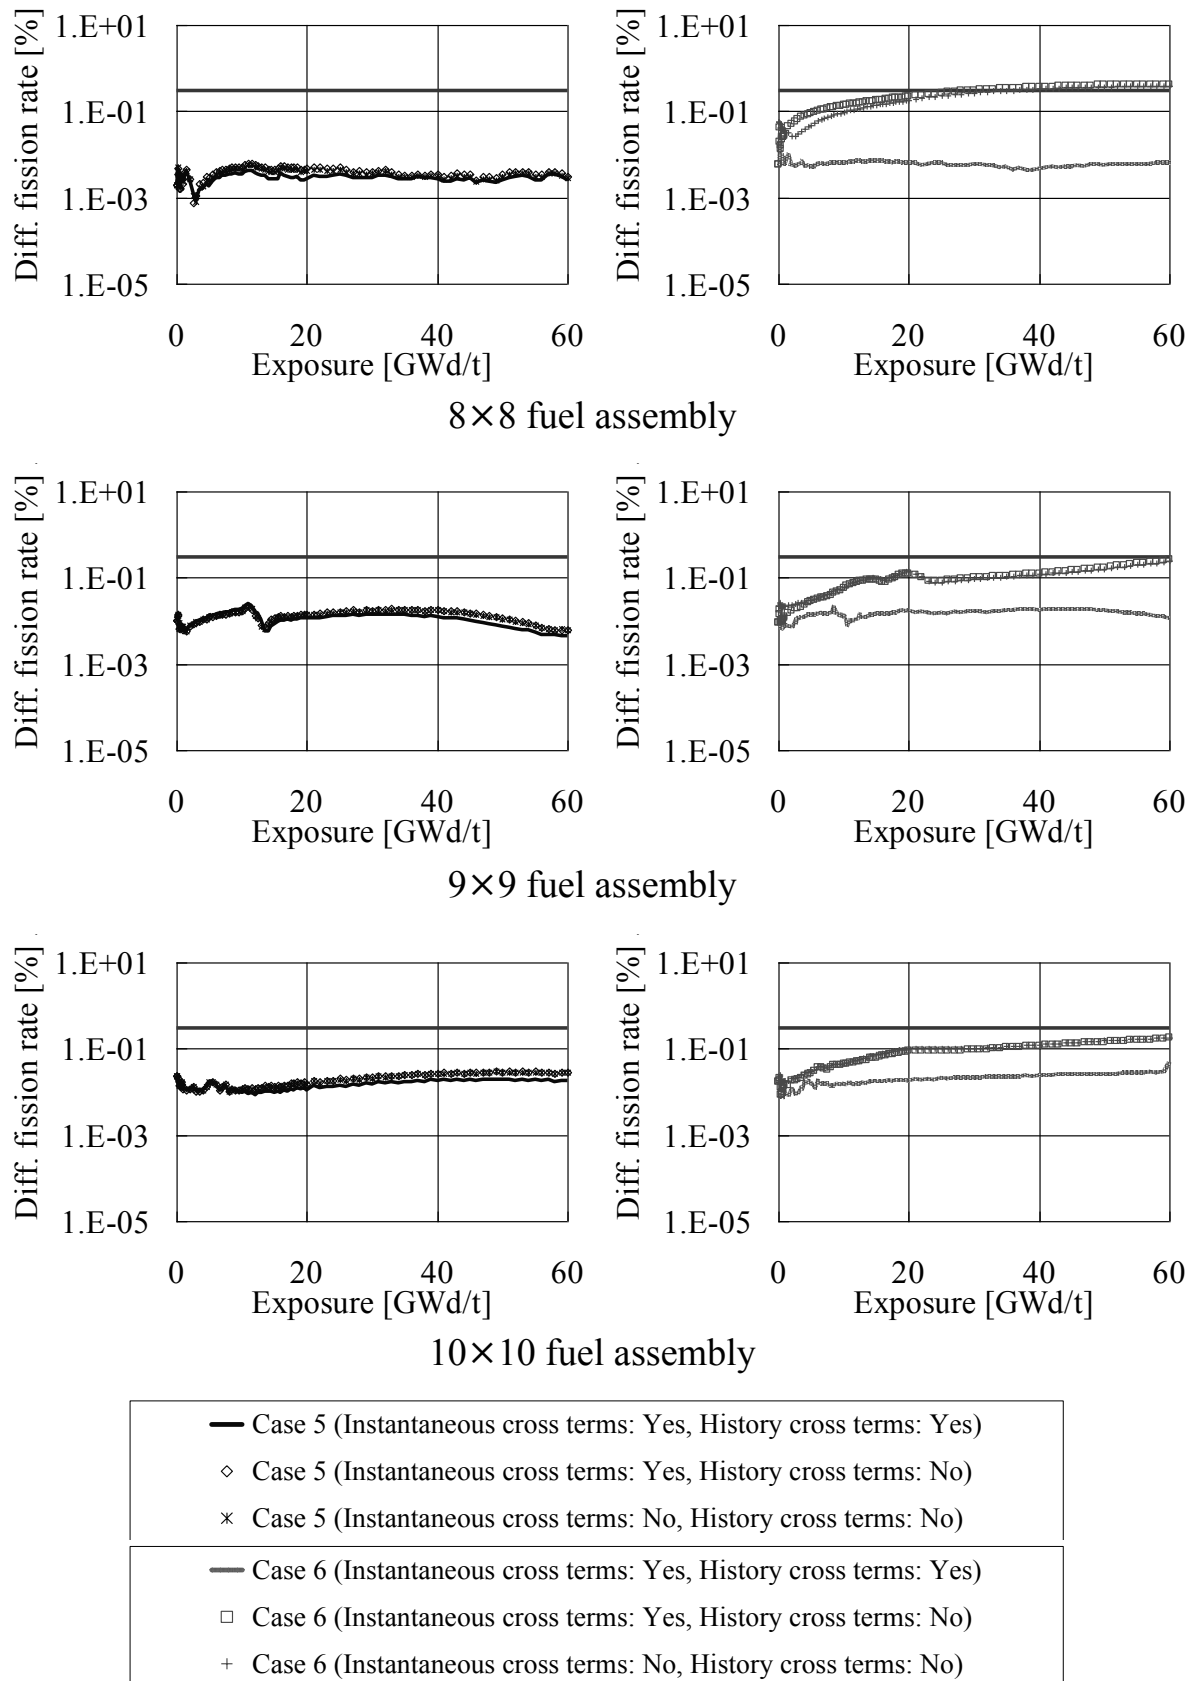 Diff. fission rate [%]
1.E+01
1.E-01
1.E-03
1.E-05
0 20 40 60
Exposure [GWd/t]
Diff. fission rate [%]
1.E+01
1.E-01
1.E-03
1.E-05
0 20 40 60
Exposure [GWd/t]
8×8 fuel assembly
Diff. fission rate [%]
1.E+01
1.E-01
1.E-03
1.E-05
0 20 40 60
Exposure [GWd/t]
Diff. fission rate [%]
1.E+01
1.E-01
1.E-03
1.E-05
0 20 40 60
Exposure [GWd/t]
9×9 fuel assembly
Diff. fission rate [%]
1.E+01
1.E-01
1.E-03
1.E-05
0 20 40 60
Exposure [GWd/t]
Diff. fission rate [%]
1.E+01
1.E-01
1.E-03
1.E-05
0 20 40 60
Exposure [GWd/t]
10×10 fuel assembly
Case 5 (Instantaneous cross terms: Yes, History cross terms: Yes)
Case 5 (Instantaneous cross terms: Yes, History cross terms: No)
Case 5 (Instantaneous cross terms: No, History cross terms: No)
Case 6 (Instantaneous cross terms: Yes, History cross terms: Yes)
Case 6 (Instantaneous cross terms: Yes, History cross terms: No)
Case 6 (Instantaneous cross terms: No, History cross terms: No)